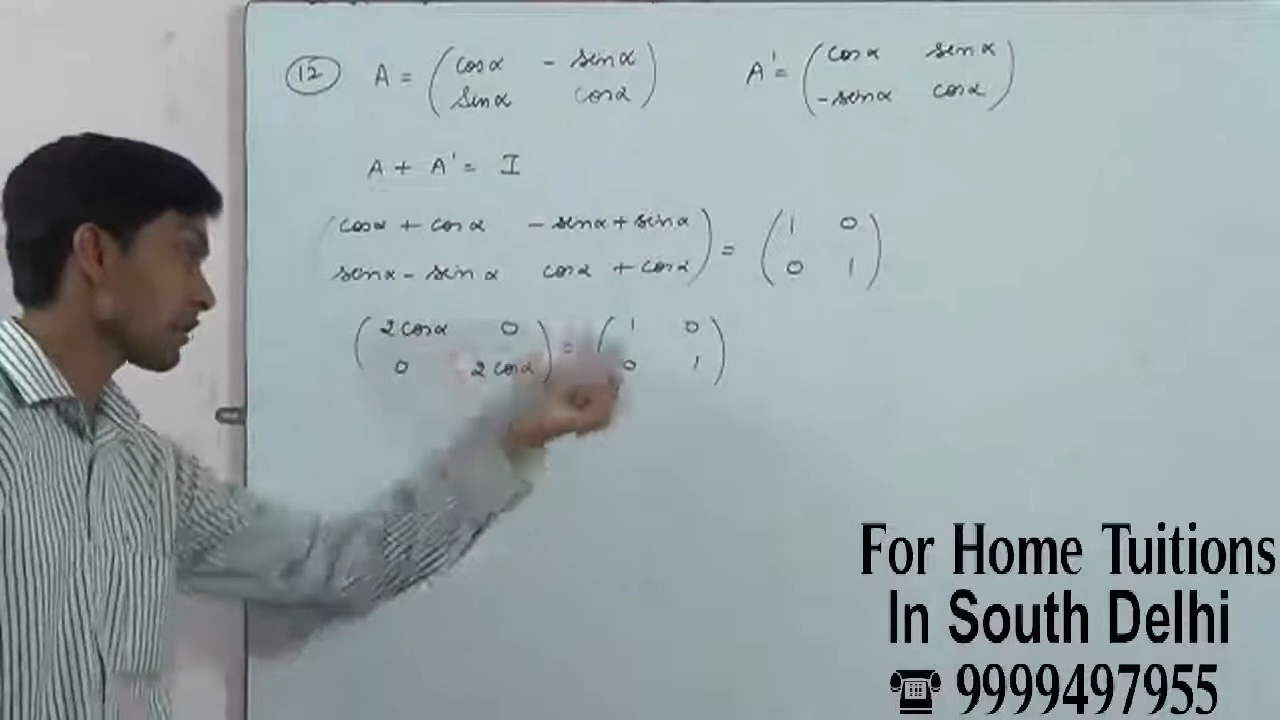 12 A = ( cosα - sinα ) A' = ( cosα sinα )
( sinα cosα ) ( -sinα cosα )
A + A' = I
( cosα + cosα - sinα + sinα ) = ( 1 0 )
( sinα - sinα cosα + cosα ) ( 0 1 )
( 2cosα 0 ) = ( 1 0 )
( 0 2cosα ) ( 0 1 )
For Home Tuitions
In South Delhi
☎ 9999497955